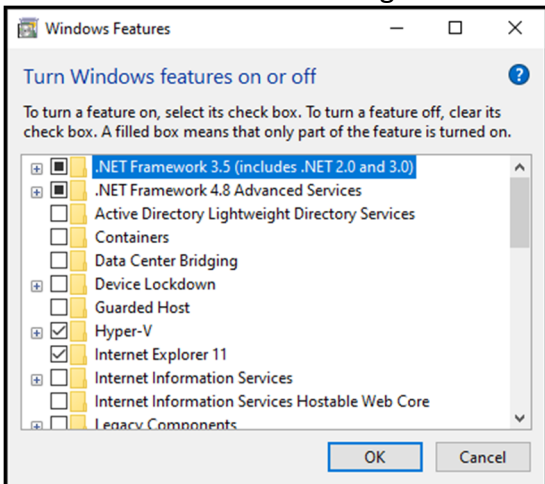 Windows Features
Turn Windows features on or off
?
To turn a feature on, select its check box. To turn a feature off, clear its
check box. A filled box means that only part of the feature is turned on.
.NET Framework 3.5 (includes .NET 2.0 and 3.0)
.NET Framework 4.8 Advanced Services
Active Directory Lightweight Directory Services
Containers
Data Center Bridging
Device Lockdown
Guarded Host
Hyper-V
Internet Explorer 11
Internet Information Services
Internet Information Services Hostable Web Core
Legacy Components
OK
Cancel